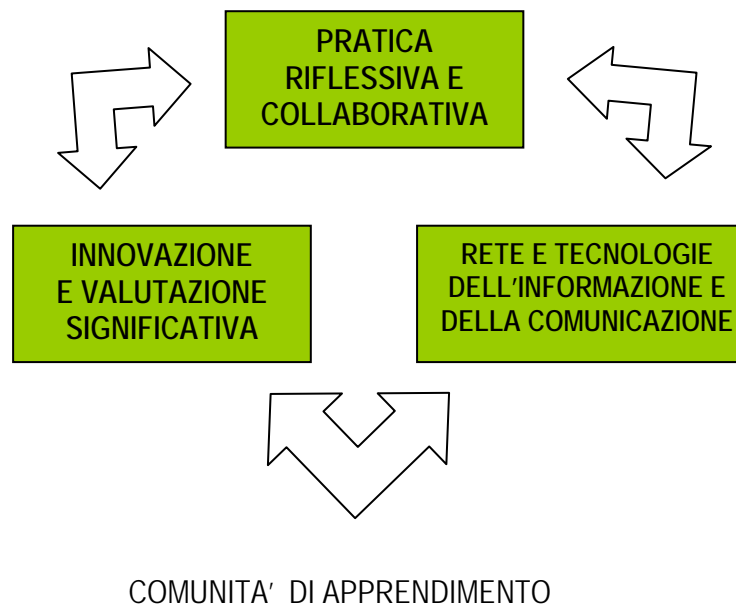 PRATICA
RIFLESSIVA E
COLLABORATIVA
INNOVAZIONE
E VALUTAZIONE
SIGNIFICATIVA
RETE E TECNOLOGIE
DELL'INFORMAZIONE E
DELLA COMUNICAZIONE
COMUNITA' DI APPRENDIMENTO